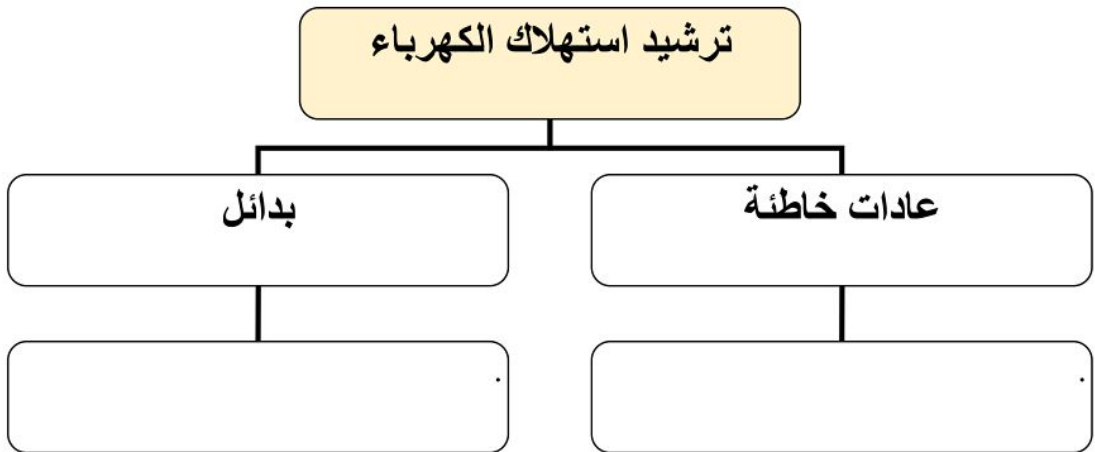 ترشيد استهلاك الكهرباء
عادات خاطئة
بدائل
.
.